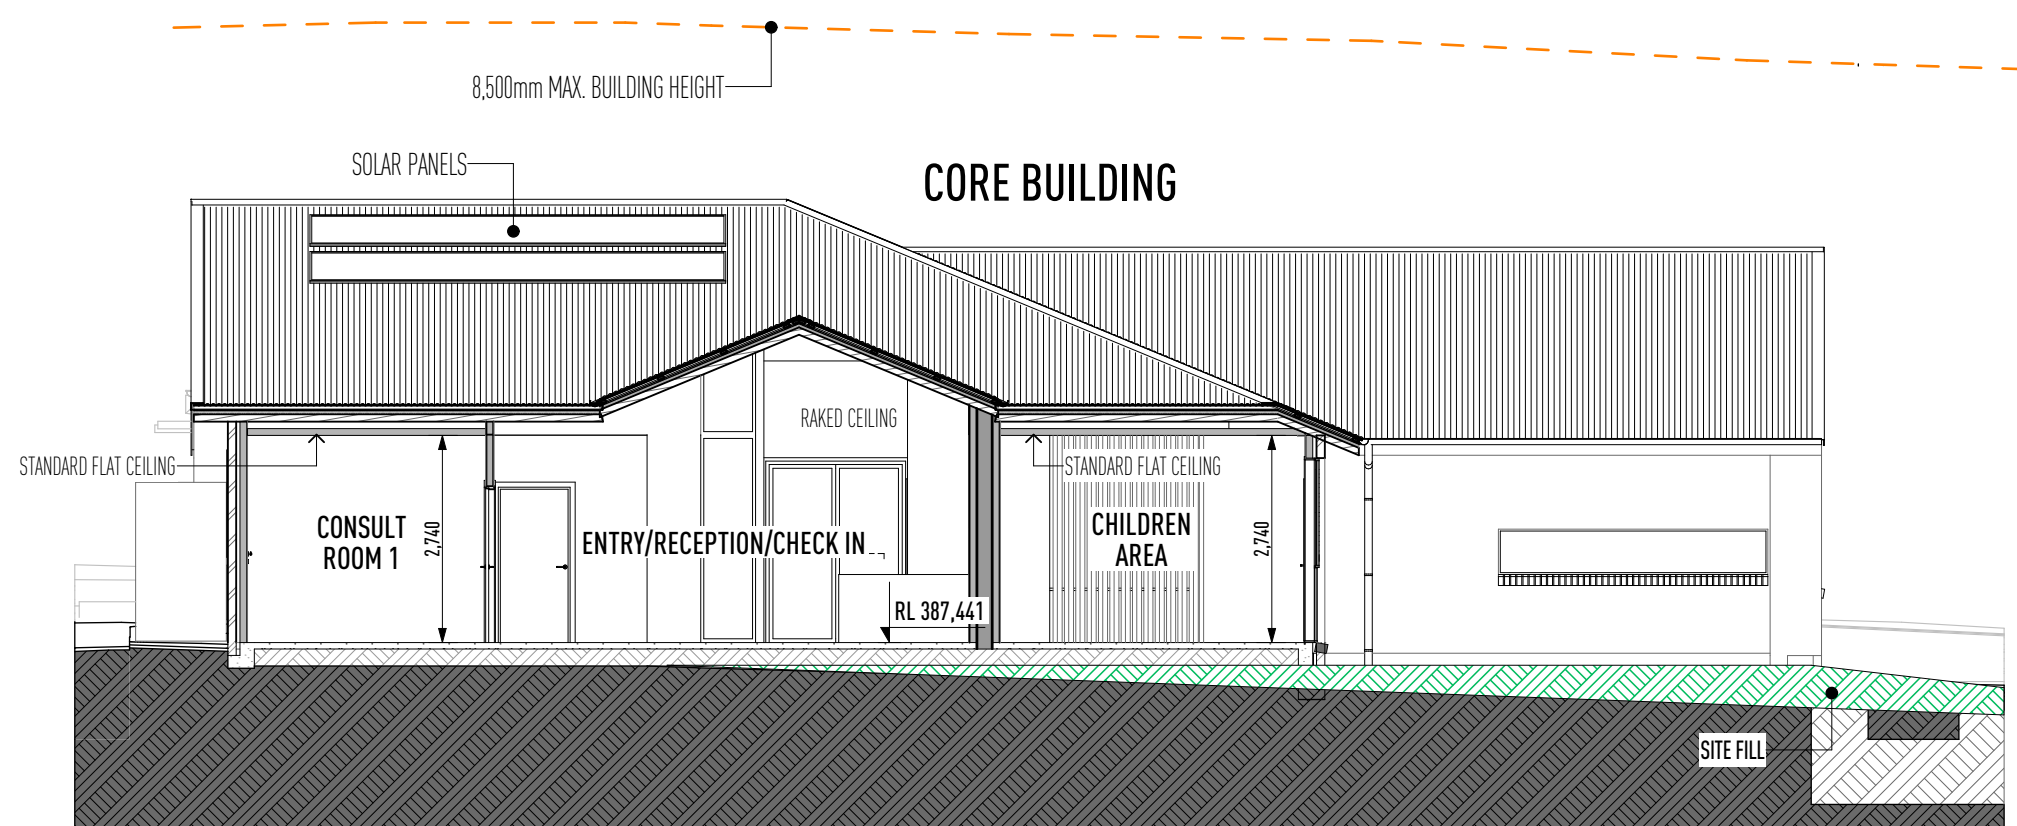 8,500mm MAX. BUILDING HEIGHT
SOLAR PANELS
CORE BUILDING
RAKED CEILING
STANDARD FLAT CEILING
STANDARD FLAT CEILING
CONSULT
ROOM 1
2,740
ENTRY/RECEPTION/CHECK IN
CHILDREN
AREA
2,740
RL 387,441
SITE FILL